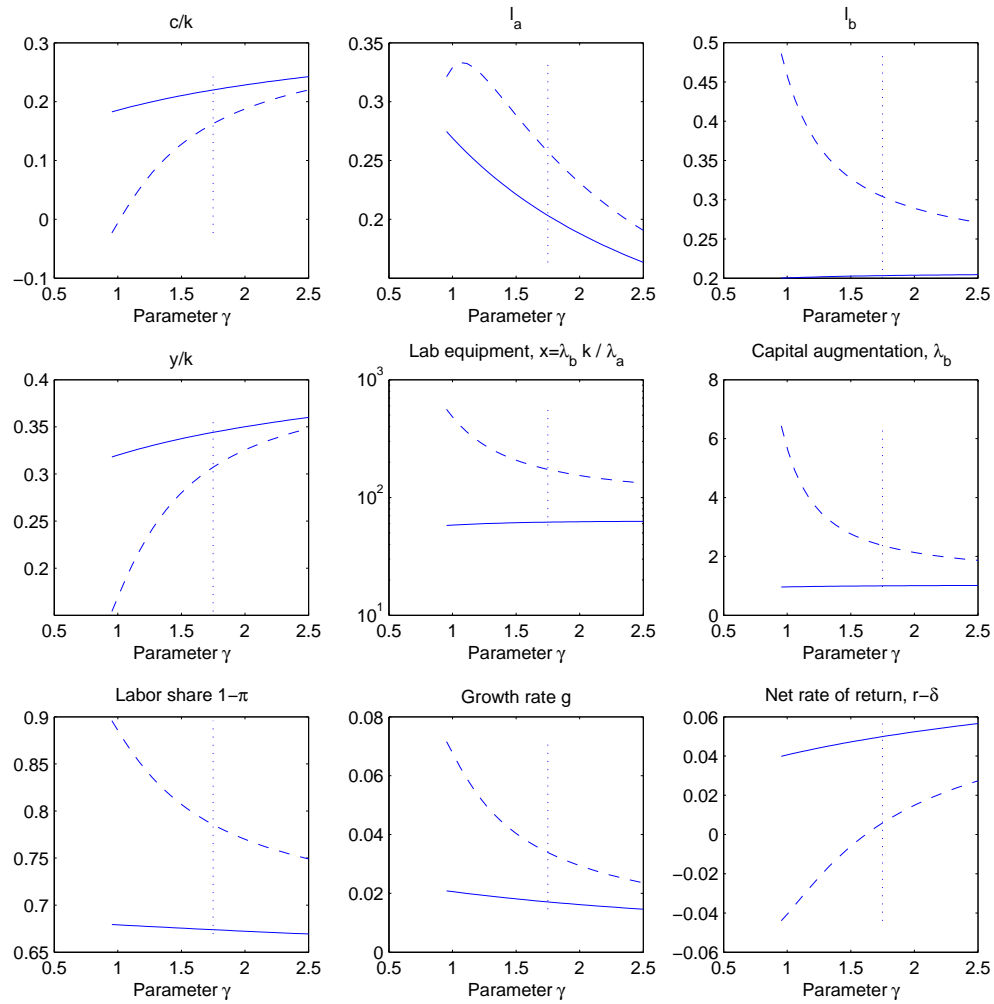 c/k
0.3
0.2
0.1
0
−0.1
0.5 1 1.5 2 2.5
Parameter γ
l_a
0.35
0.3
0.25
0.2
0.5 1 1.5 2 2.5
Parameter γ
l_b
0.5
0.45
0.4
0.35
0.3
0.25
0.2
0.5 1 1.5 2 2.5
Parameter γ
y/k
0.4
0.35
0.3
0.25
0.2
0.5 1 1.5 2 2.5
Parameter γ
Lab equipment, x=λ_b k / λ_a
10^3
10^2
10^1
0.5 1 1.5 2 2.5
Parameter γ
Capital augmentation, λ_b
8
6
4
2
0
0.5 1 1.5 2 2.5
Parameter γ
Labor share 1−π
0.9
0.85
0.8
0.75
0.7
0.65
0.5 1 1.5 2 2.5
Parameter γ
Growth rate g
0.08
0.06
0.04
0.02
0
0.5 1 1.5 2 2.5
Parameter γ
Net rate of return, r−δ
0.06
0.04
0.02
0
−0.02
−0.04
−0.06
0.5 1 1.5 2 2.5
Parameter γ